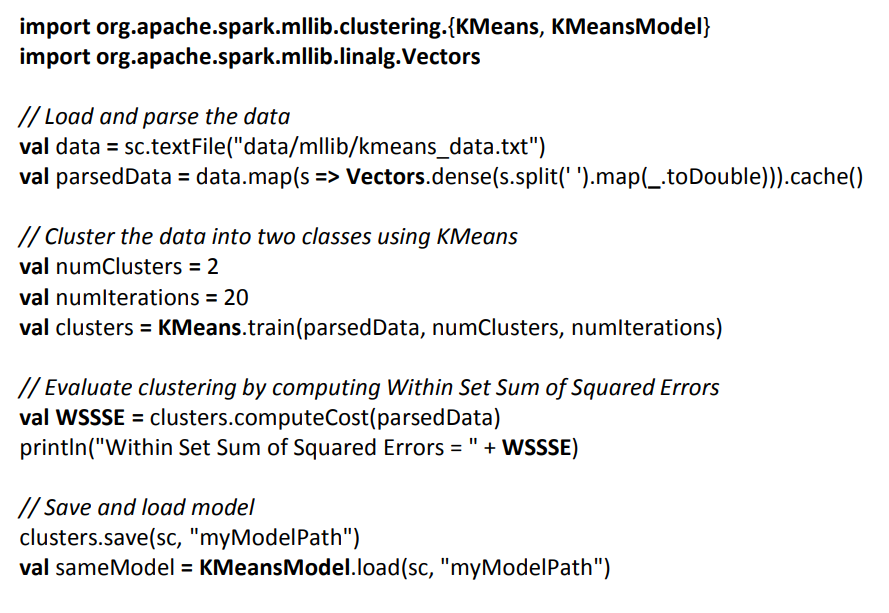 import org.apache.spark.mllib.clustering.{KMeans, KMeansModel}
import org.apache.spark.mllib.linalg.Vectors
// Load and parse the data
val data = sc.textFile("data/mllib/kmeans_data.txt")
val parsedData = data.map(s => Vectors.dense(s.split(' ').map(_.toDouble))).cache()
// Cluster the data into two classes using KMeans
val numClusters = 2
val numIterations = 20
val clusters = KMeans.train(parsedData, numClusters, numIterations)
// Evaluate clustering by computing Within Set Sum of Squared Errors
val WSSSE = clusters.computeCost(parsedData)
println("Within Set Sum of Squared Errors = " + WSSSE)
// Save and load model
clusters.save(sc, "myModelPath")
val sameModel = KMeansModel.load(sc, "myModelPath")